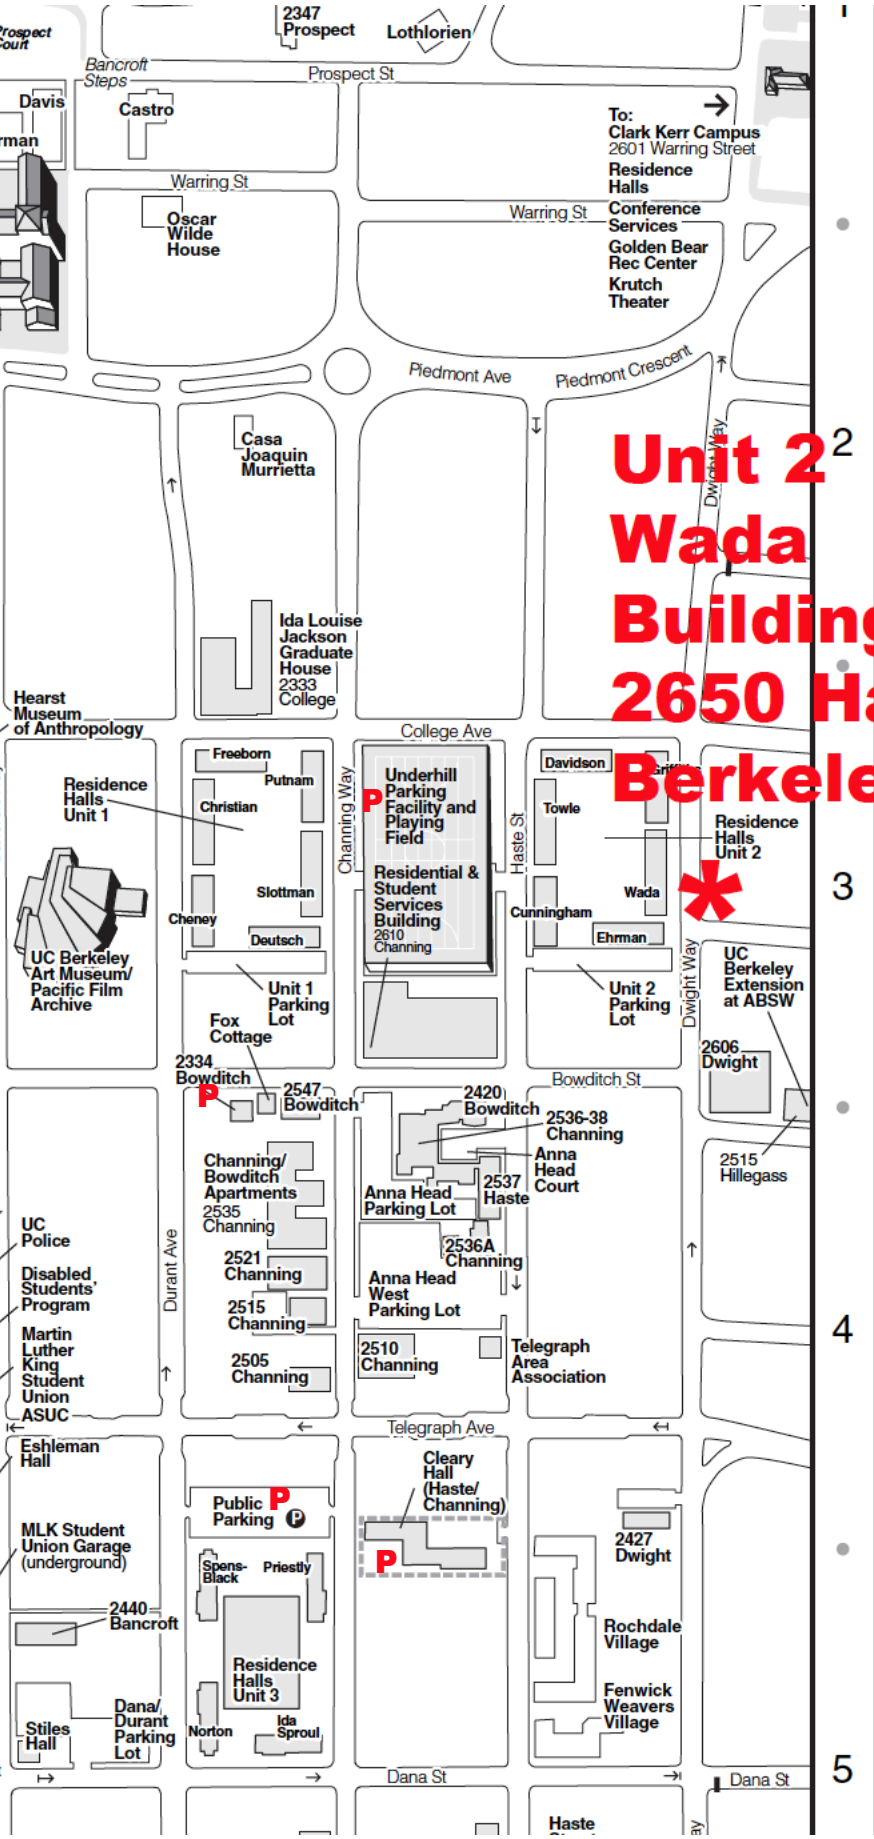 1
Prospect
Court
2347
Prospect
Lothlorien
Bancroft
Steps
Prospect St
Davis
Castro
rman
To:
Clark Kerr Campus
2601 Warring Street
Residence
Halls
Conference
Services
Golden Bear
Rec Center
Krutch
Theater
Warring St
Warring St
Oscar
Wilde
House
Piedmont Ave
Piedmont Crescent
Casa
Joaquin
Murrietta
Dwight Way
2
Unit 2
Wada
Building
2650 Ha
Berkele
Ida Louise
Jackson
Graduate
House
2333
College
Hearst
Museum
of Anthropology
College Ave
Freeborn
Putnam
Residence
Halls
Unit 1
Christian
Slottman
Cheney
Deutsch
Channing Way
P
Underhill
Parking
Facility and
Playing
Field
Residential &
Student
Services
Building
2610
Channing
Haste St
Davidson
Griffiths
Towle
Residence
Halls
Unit 2
Wada
*
3
Cunningham
Ehrman
UC Berkeley
Art Museum/
Pacific Film
Archive
Unit 1
Parking
Lot
Unit 2
Parking
Lot
Dwight Way
UC
Berkeley
Extension
at ABSW
Fox
Cottage
2334
Bowditch
P
2547
Bowditch
Bowditch St
2606
Dwight
2420
Bowditch
2536-38
Channing
Anna
Head
Court
2515
Hillegass
Channing/
Bowditch
Apartments
2535
Channing
Anna Head
Parking Lot
2537
Haste
UC
Police
Durant Ave
2521
Channing
2536A
Channing
Disabled
Students'
Program
Anna Head
West
Parking Lot
2515
Channing
4
Martin
Luther
King
Student
Union
2505
Channing
2510
Channing
Telegraph
Area
Association
ASUC
Telegraph Ave
Eshleman
Hall
Cleary
Hall
(Haste/
Channing)
Public
Parking
P
P
P
MLK Student
Union Garage
(underground)
Spens-
Black
Priestly
2427
Dwight
2440
Bancroft
Rochdale
Village
Residence
Halls
Unit 3
Fenwick
Weavers
Village
Stiles
Hall
Dana/
Durant
Parking
Lot
Norton
Ida
Sproul
Dana St
Dana St
5
Haste
ay